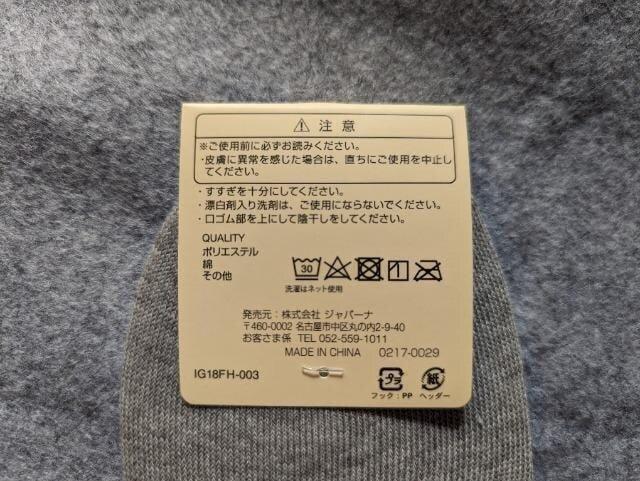 ⚠ 注意
※ご使用前に必ずお読みください。
・皮膚に異常を感じた場合は、直ちにご使用を中止し
てください。
・すすぎを十分にしてください。
・漂白剤入り洗剤は、ご使用にならないでください。
・口ゴム部を上にして陰干しをしてください。
QUALITY
ポリエステル
綿
その他
30
洗濯はネット使用
発売元：株式会社 ジャパーナ
〒460-0002 名古屋市中区丸の内2-9-40
お客さま係 TEL 052-559-1011
MADE IN CHINA 0217-0029
IG18FH-003
プラ 紙
フック：PP ヘッダー